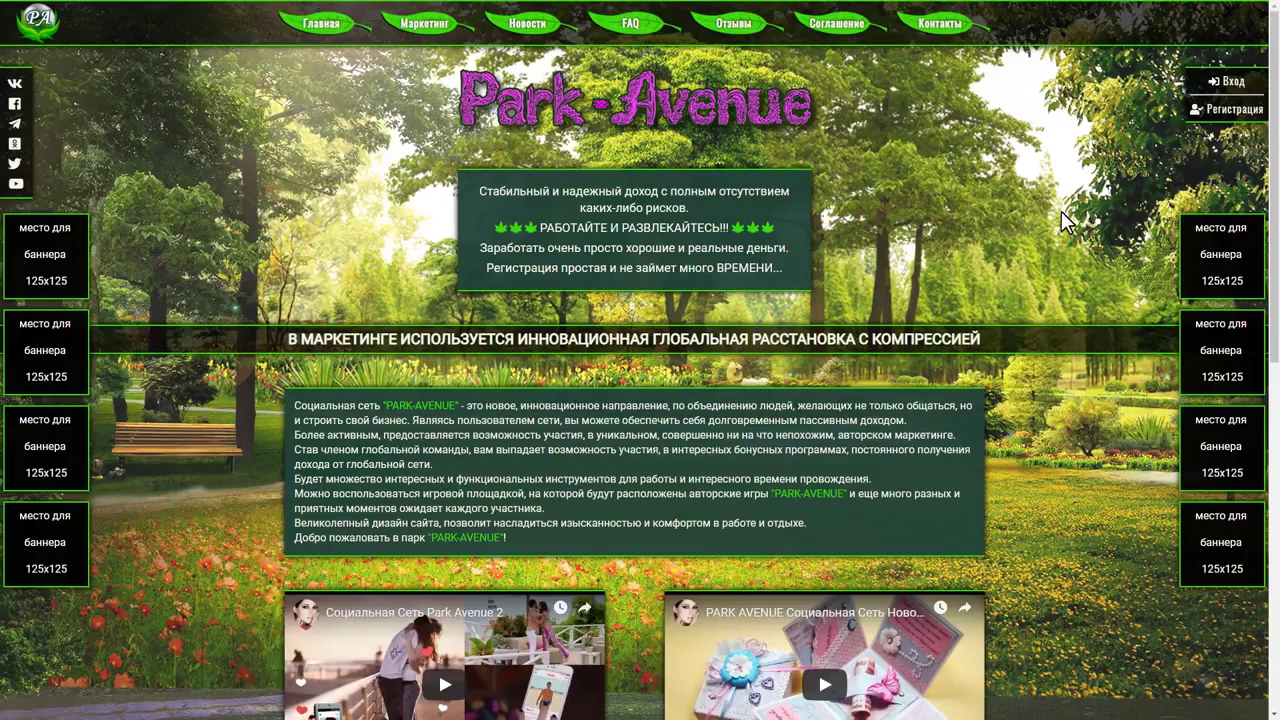 PA
Главная
Маркетинг
Новости
FAQ
Отзывы
Соглашение
Контакты
Вход
Регистрация
Park-Avenue
Стабильный и надежный доход с полным отсутствием
каких-либо рисков.
РАБОТАЙТЕ И РАЗВЛЕКАЙТЕСЬ!!!
Заработать очень просто хорошие и реальные деньги.
Регистрация простая и не займет много ВРЕМЕНИ...
место для
баннера
125x125
место для
баннера
125x125
место для
баннера
125x125
место для
баннера
125x125
В МАРКЕТИНГЕ ИСПОЛЬЗУЕТСЯ ИННОВАЦИОННАЯ ГЛОБАЛЬНАЯ РАССТАНОВКА С КОМПРЕССИЕЙ
Социальная сеть "PARK-AVENUE" - это новое, инновационное направление, по объединению людей, желающих не только общаться, но
и строить свой бизнес. Являясь пользователем сети, вы можете обеспечить себя долговременным пассивным доходом.
Более активным, предоставляется возможность участия, в уникальном, совершенно ни на что непохожим, авторском маркетинге.
Став членом глобальной команды, вам выпадает возможность участия, в интересных бонусных программах, постоянного получения
дохода от глобальной сети.
Будет множество интересных и функциональных инструментов для работы и интересного времени провождения.
Можно воспользоваться игровой площадкой, на которой будут расположены авторские игры "PARK-AVENUE" и еще много разных и
приятных моментов ожидает каждого участника.
Великолепный дизайн сайта, позволит насладиться изысканностью и комфортом в работе и отдыхе.
Добро пожаловать в парк "PARK-AVENUE"!
место для
баннера
125x125
место для
баннера
125x125
место для
баннера
125x125
место для
баннера
125x125
Социальная Сеть Park Avenue 2
PARK AVENUE Социальная Сеть Ново...